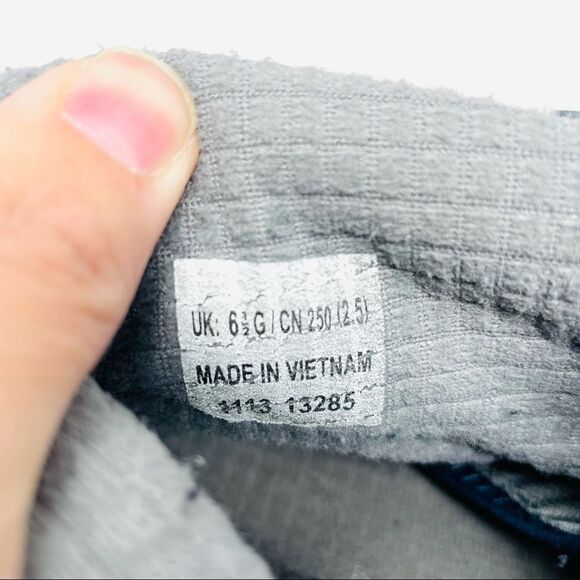 UK: 6½ G / CN 250 (2.5)
MADE IN VIETNAM
1113 13285